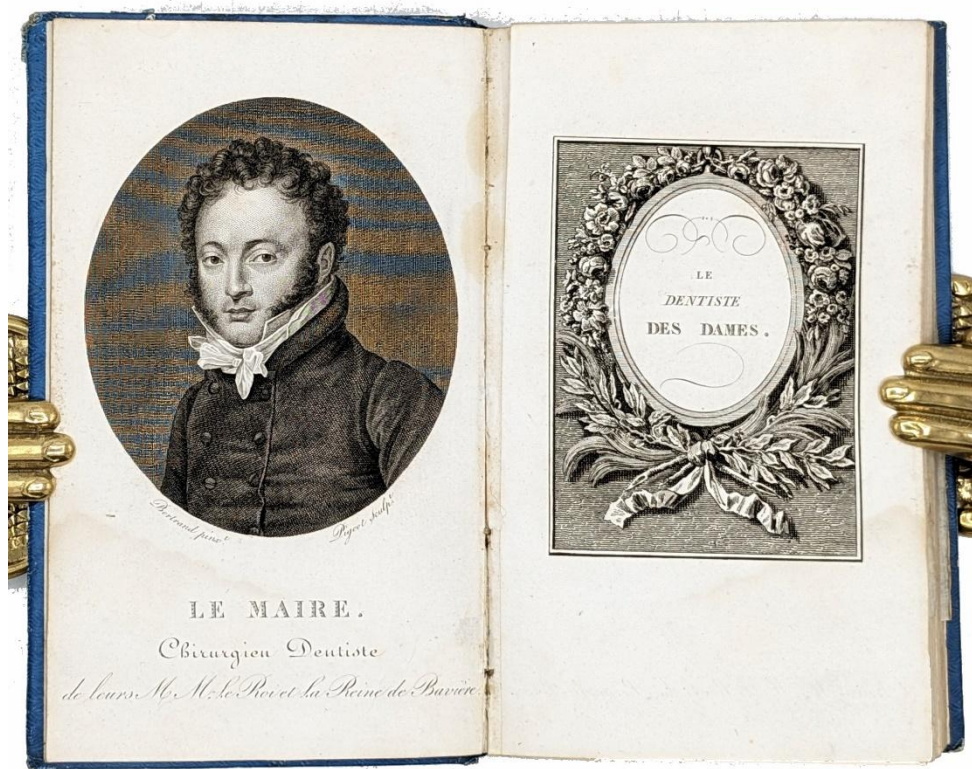 Bertrand pinx.t
Pigeot Sculp.t
LE MAIRE.
Chirurgien Dentiste
de leurs M M. Le Roi et La Reine de Bavière.
LE
DENTISTE
DES DAMES.